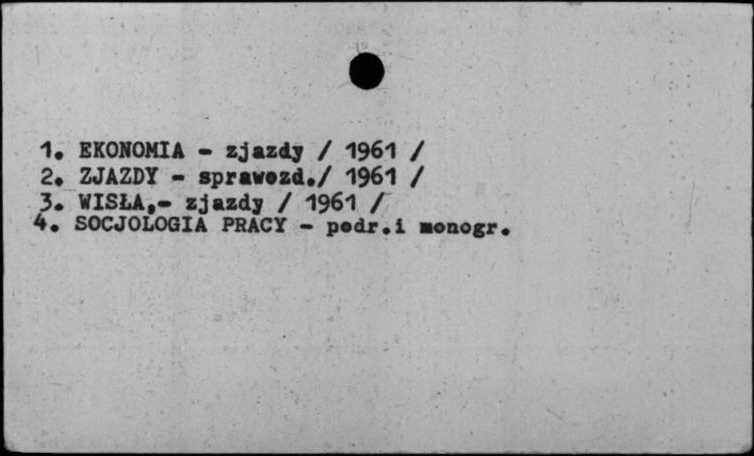 1. EKONOMIA - zjazdy / 1961 /
2. ZJAZDY - sprawozd./ 1961 /
3. WISŁA,- zjazdy / 1961 /
4. SOCJOLOGIA PRACY - podr.i monogr.